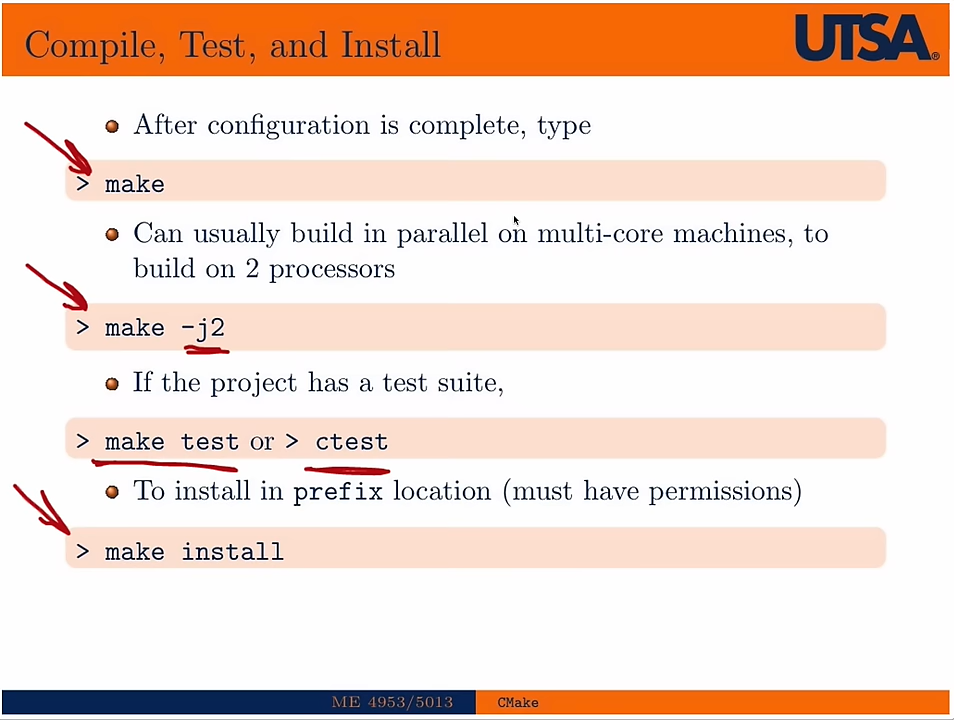 Compile, Test, and Install
UTSA®
After configuration is complete, type
> make
Can usually build in parallel on multi-core machines, to
build on 2 processors
> make -j2
If the project has a test suite,
> make test or > ctest
To install in prefix location (must have permissions)
> make install
ME 4953/5013 CMake